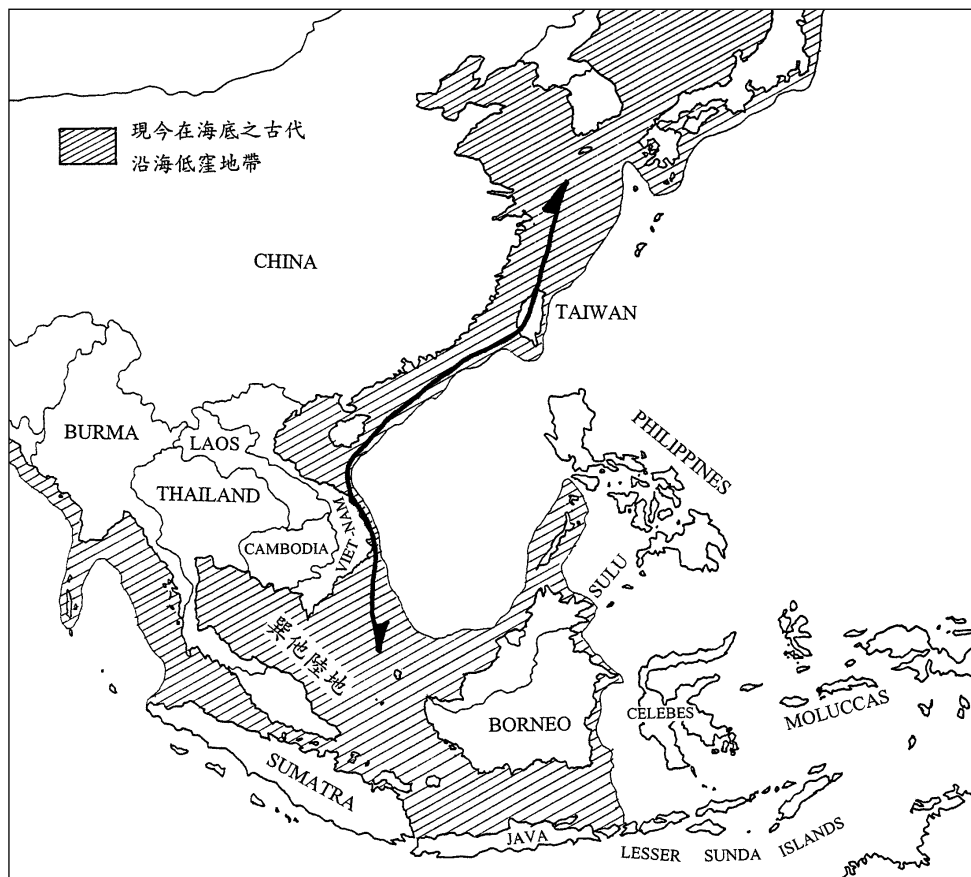 現今在海底之古代
沿海低窪地帶
CHINA
TAIWAN
BURMA
LAOS
THAILAND
VIET-NAM
CAMBODIA
PHILIPPINES
SULU
巽他陸地
BORNEO
CELEBES
MOLUCCAS
SUMATRA
JAVA
LESSER SUNDA ISLANDS